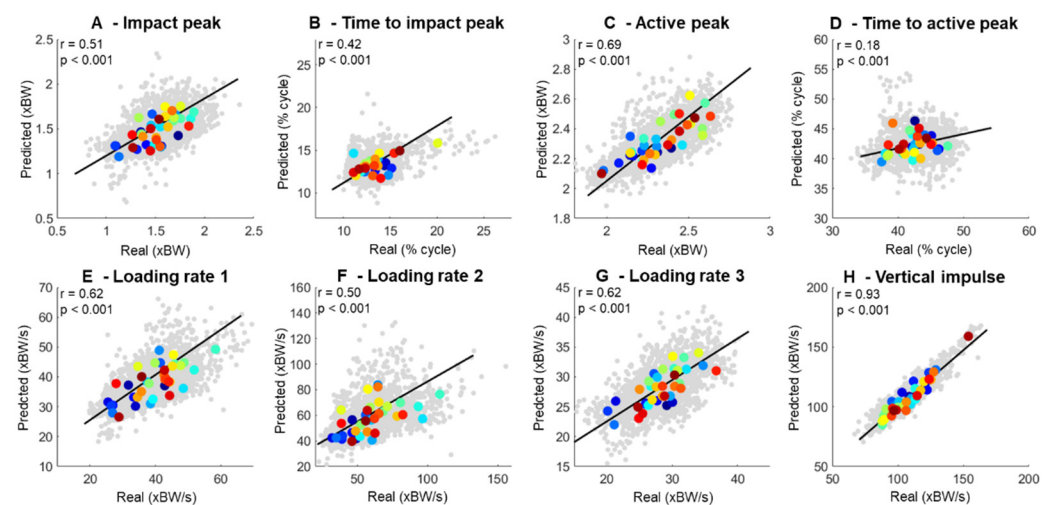 A - Impact peak
r = 0.51
p < 0.001
2.5
2
1.5
1
0.5
Predicted (xBW)
0.5
1
1.5
2
2.5
Real (xBW)
B - Time to impact peak
r = 0.42
p < 0.001
25
20
15
10
Predicted (% cycle)
10
15
20
25
Real (% cycle)
C - Active peak
r = 0.69
p < 0.001
3
2.8
2.6
2.4
2.2
2
1.8
Predicted (xBW)
2
2.5
3
Real (xBW)
D - Time to active peak
r = 0.18
p < 0.001
60
55
50
45
40
35
30
Predicted (% cycle)
30
40
50
60
Real (% cycle)
E - Loading rate 1
r = 0.62
p < 0.001
70
60
50
40
30
20
10
Predcted (xBW/s)
20
40
60
Real (xBW/s)
F - Loading rate 2
r = 0.50
p < 0.001
160
140
120
100
80
60
40
20
Predcted (xBW/s)
50
100
150
Real (xBW/s)
G - Loading rate 3
r = 0.62
p < 0.001
45
40
35
30
25
20
15
Predcted (xBW/s)
20
30
40
Real (xBW/s)
H - Vertical impulse
r = 0.93
p < 0.001
200
150
100
50
Predcted (xBW/s)
50
100
150
200
Real (xBW/s)